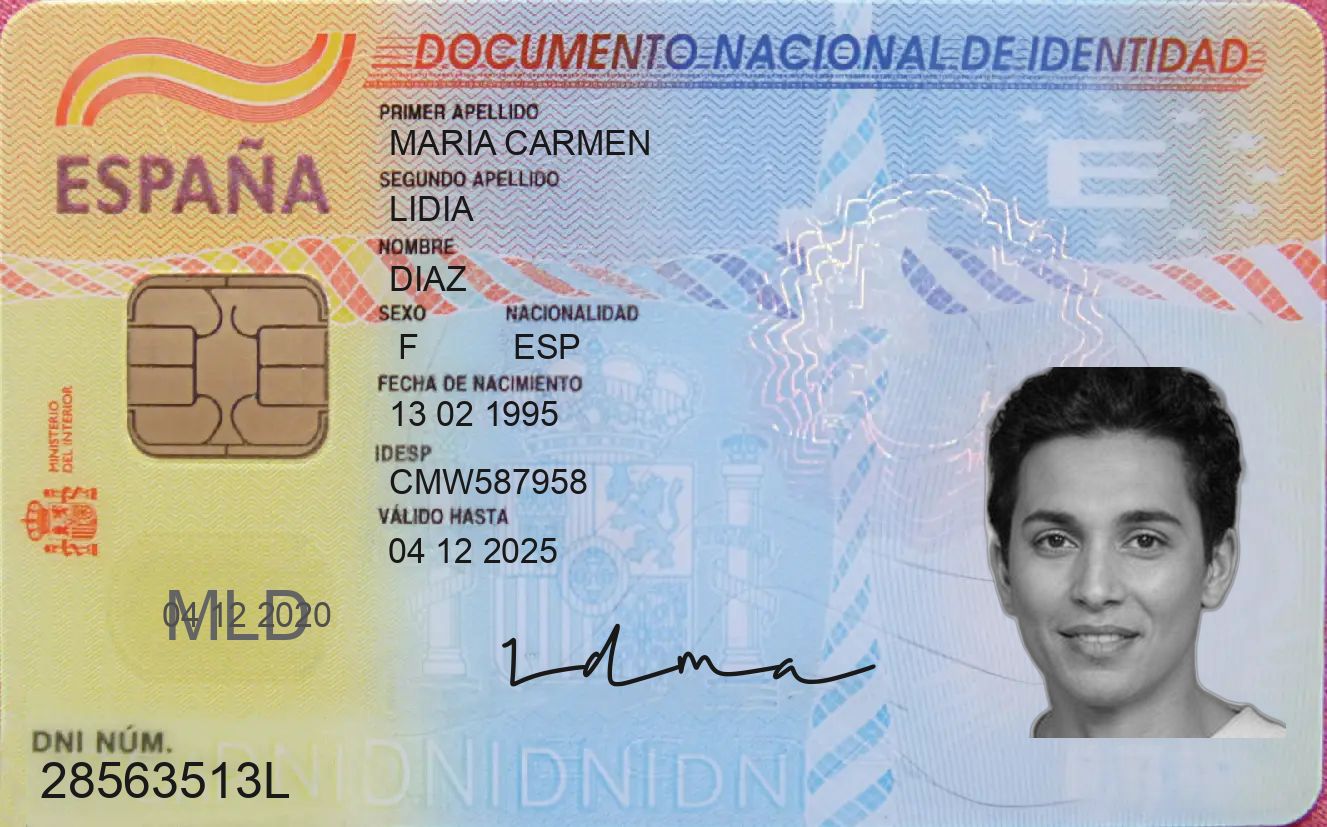 DOCUMENTO NACIONAL DE IDENTIDAD
ESPAÑA
PRIMER APELLIDO
MARIA CARMEN
SEGUNDO APELLIDO
LIDIA
NOMBRE
DIAZ
SEXO NACIONALIDAD
F ESP
FECHA DE NACIMIENTO
13 02 1995
IDESP
CMW587958
VÁLIDO HASTA
04 12 2025
MINISTERIO
DEL INTERIOR
E
04 12 2020
MLD
DNI NÚM.
28563513L
DNIDNIDNIDNI